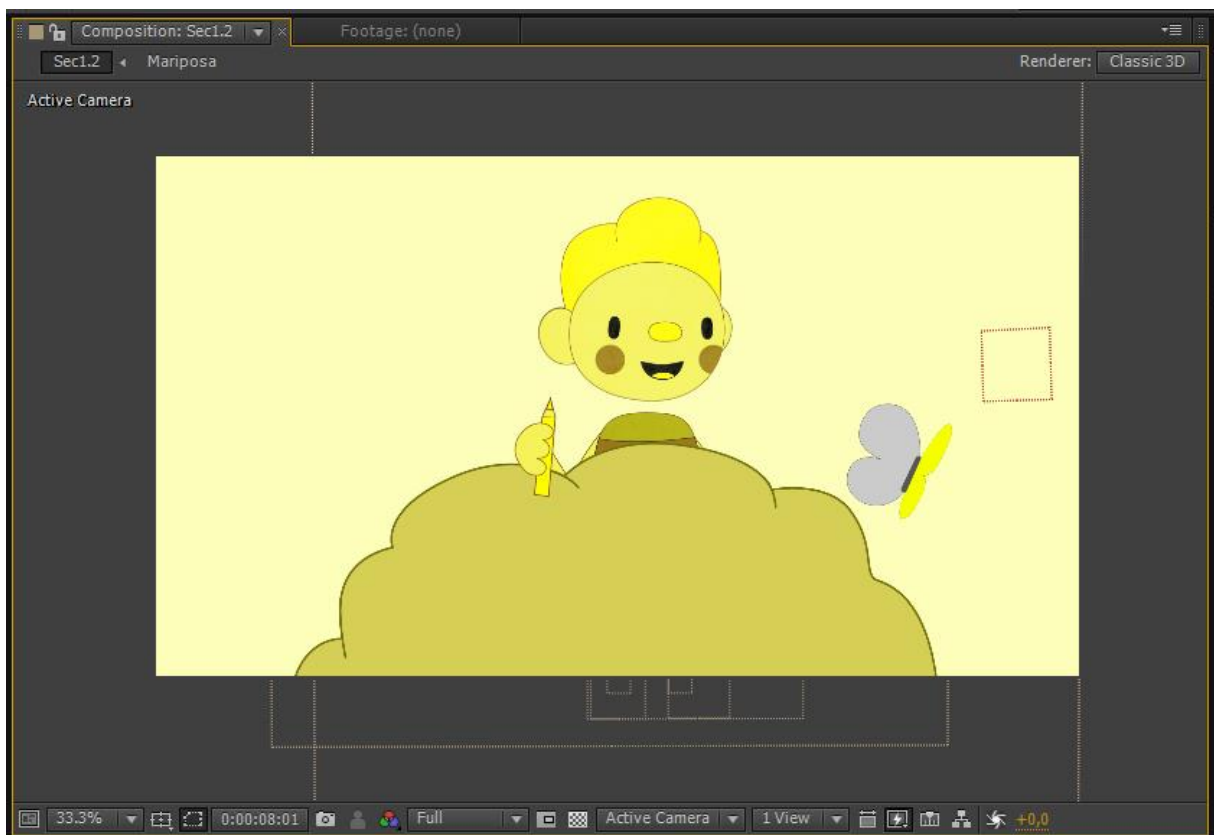 Composition: Sec1.2 Footage: (none)
Sec1.2 Mariposa Renderer: Classic 3D
Active Camera
33.3% 0:00:08:01 Full Active Camera 1 View +0,0